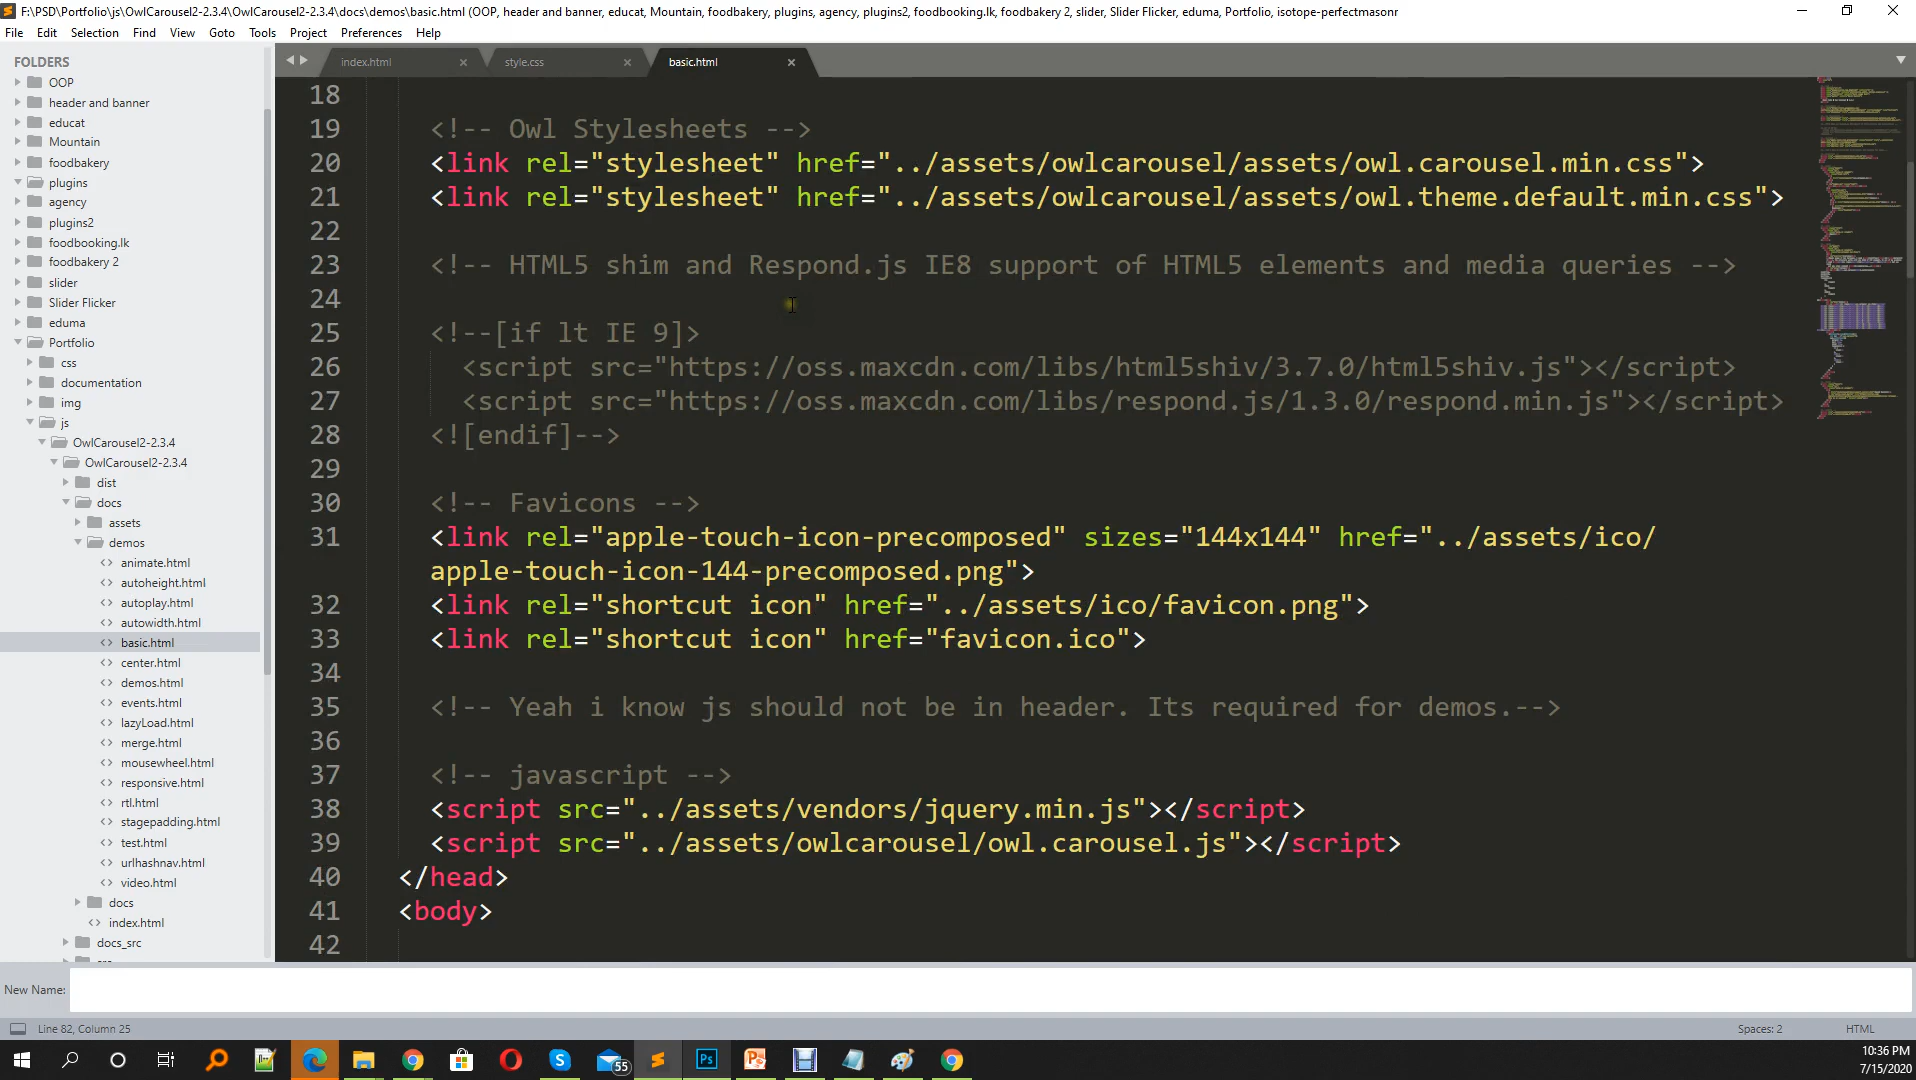 F:\PSD\Portfolio\js\OwlCarousel2-2.3.4\OwlCarousel2-2.3.4\docs\demos\basic.html (OOP, header and banner, educat, Mountain, foodbakery, plugins, agency, plugins2, foodbooking.lk, foodbakery 2, slider, Slider Flicker, eduma, Portfolio, isotope-perfectmasonr
File Edit Selection Find View Goto Tools Project Preferences Help
FOLDERS
OOP
header and banner
educat
Mountain
foodbakery
plugins
agency
plugins2
foodbooking.lk
foodbakery 2
slider
Slider Flicker
eduma
Portfolio
css
documentation
img
js
OwlCarousel2-2.3.4
OwlCarousel2-2.3.4
dist
docs
assets
demos
animate.html
autoheight.html
autoplay.html
autowidth.html
basic.html
center.html
demos.html
events.html
lazyLoad.html
merge.html
mousewheel.html
responsive.html
rtl.html
stagepadding.html
test.html
urlhashnav.html
video.html
docs
index.html
docs_src
index.html style.css basic.html
18
19 <!-- Owl Stylesheets -->
20 <link rel="stylesheet" href="../assets/owlcarousel/assets/owl.carousel.min.css">
21 <link rel="stylesheet" href="../assets/owlcarousel/assets/owl.theme.default.min.css">
22
23 <!-- HTML5 shim and Respond.js IE8 support of HTML5 elements and media queries -->
24
25 <!--[if lt IE 9]>
26 <script src="https://oss.maxcdn.com/libs/html5shiv/3.7.0/html5shiv.js"></script>
27 <script src="https://oss.maxcdn.com/libs/respond.js/1.3.0/respond.min.js"></script>
28 <![endif]-->
29
30 <!-- Favicons -->
31 <link rel="apple-touch-icon-precomposed" sizes="144x144" href="../assets/ico/
apple-touch-icon-144-precomposed.png">
32 <link rel="shortcut icon" href="../assets/ico/favicon.png">
33 <link rel="shortcut icon" href="favicon.ico">
34
35 <!-- Yeah i know js should not be in header. Its required for demos.-->
36
37 <!-- javascript -->
38 <script src="../assets/vendors/jquery.min.js"></script>
39 <script src="../assets/owlcarousel/owl.carousel.js"></script>
40 </head>
41 <body>
42
New Name:
Line 82, Column 25
Spaces: 2 HTML
55
Ps
10:36 PM
7/15/2020